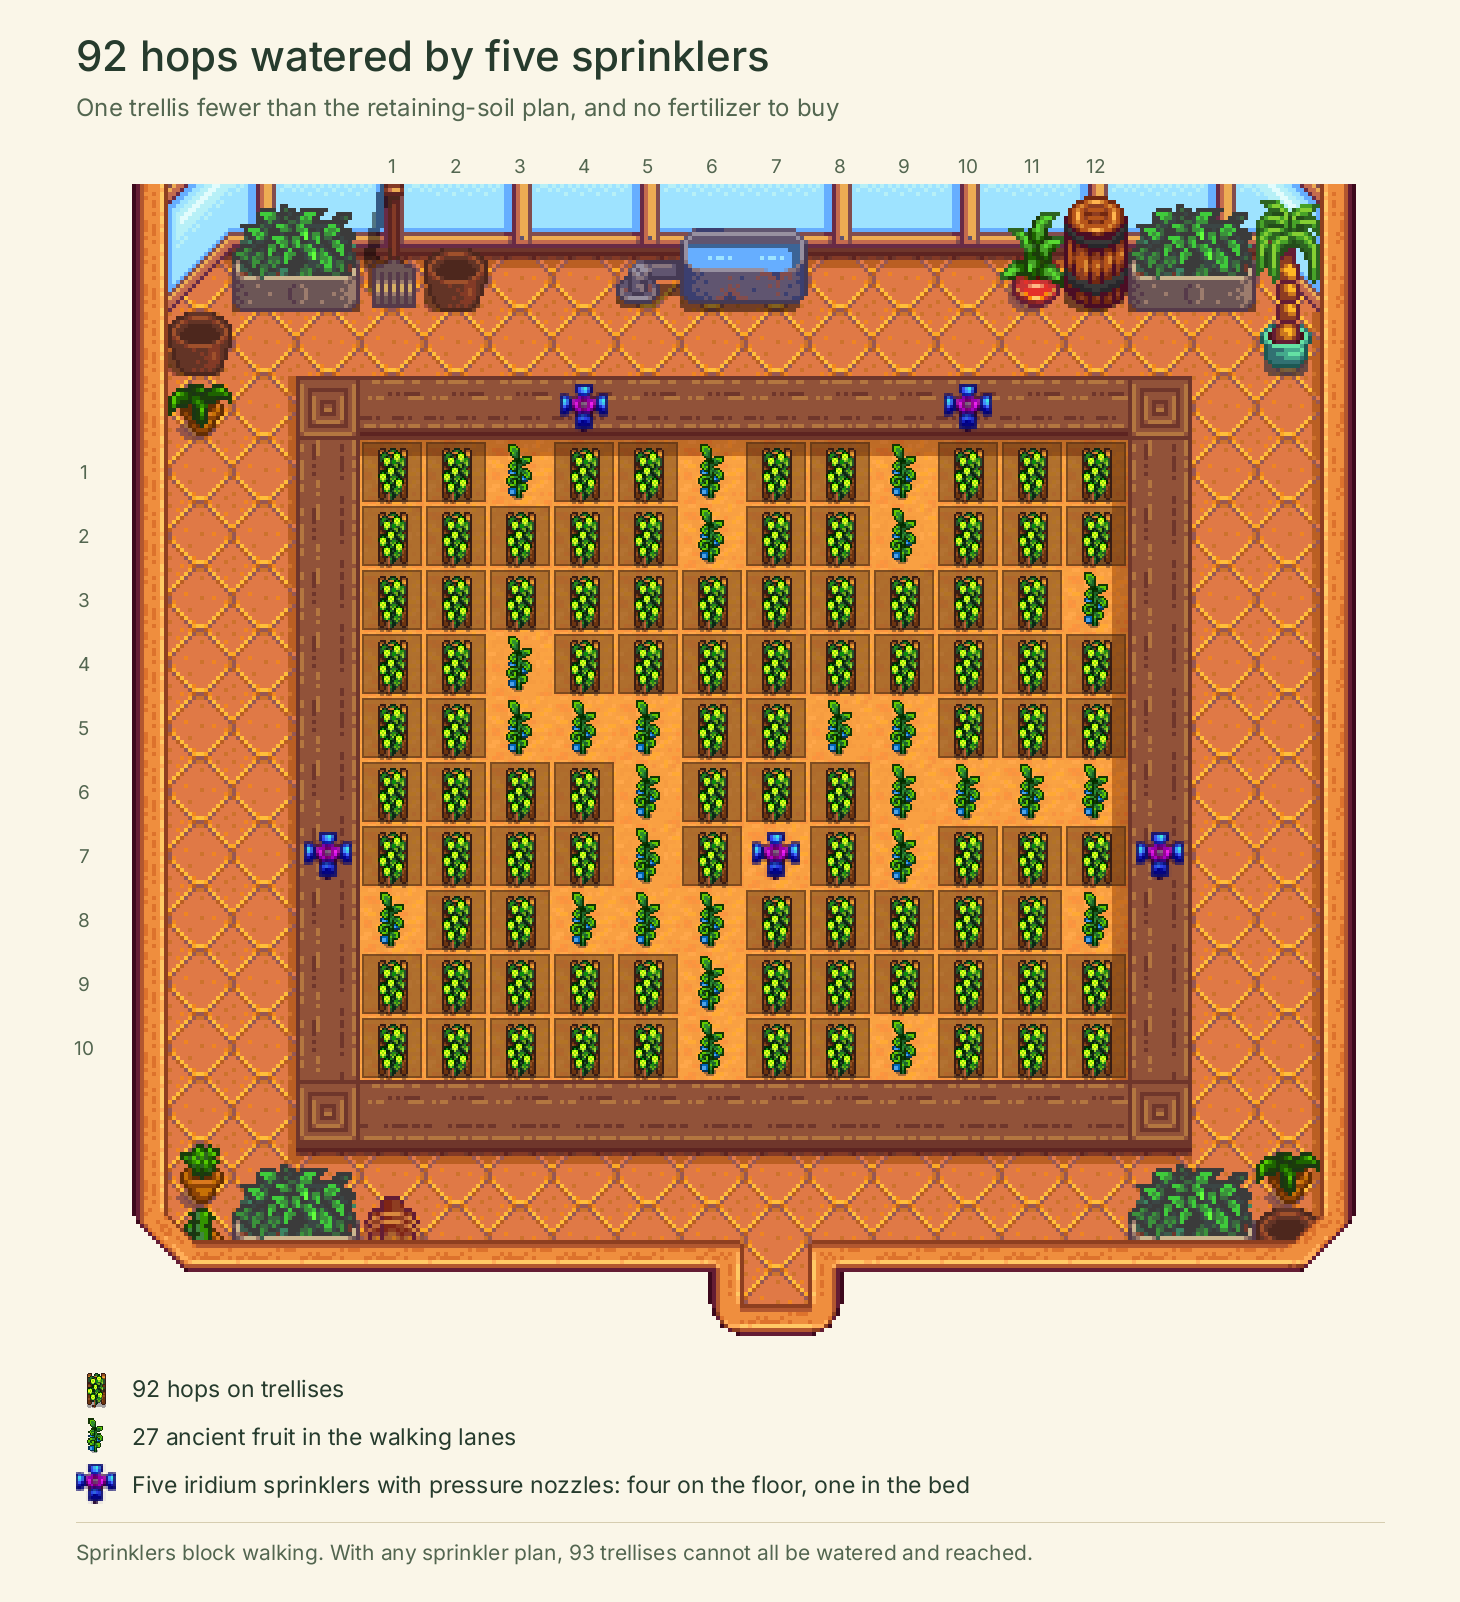 92 hops watered by five sprinklers
One trellis fewer than the retaining-soil plan, and no fertilizer to buy
1 2 3 4 5 6 7 8 9 10 11 12
1
2
3
4
5
6
7
8
9
10
92 hops on trellises
27 ancient fruit in the walking lanes
Five iridium sprinklers with pressure nozzles: four on the floor, one in the bed
Sprinklers block walking. With any sprinkler plan, 93 trellises cannot all be watered and reached.